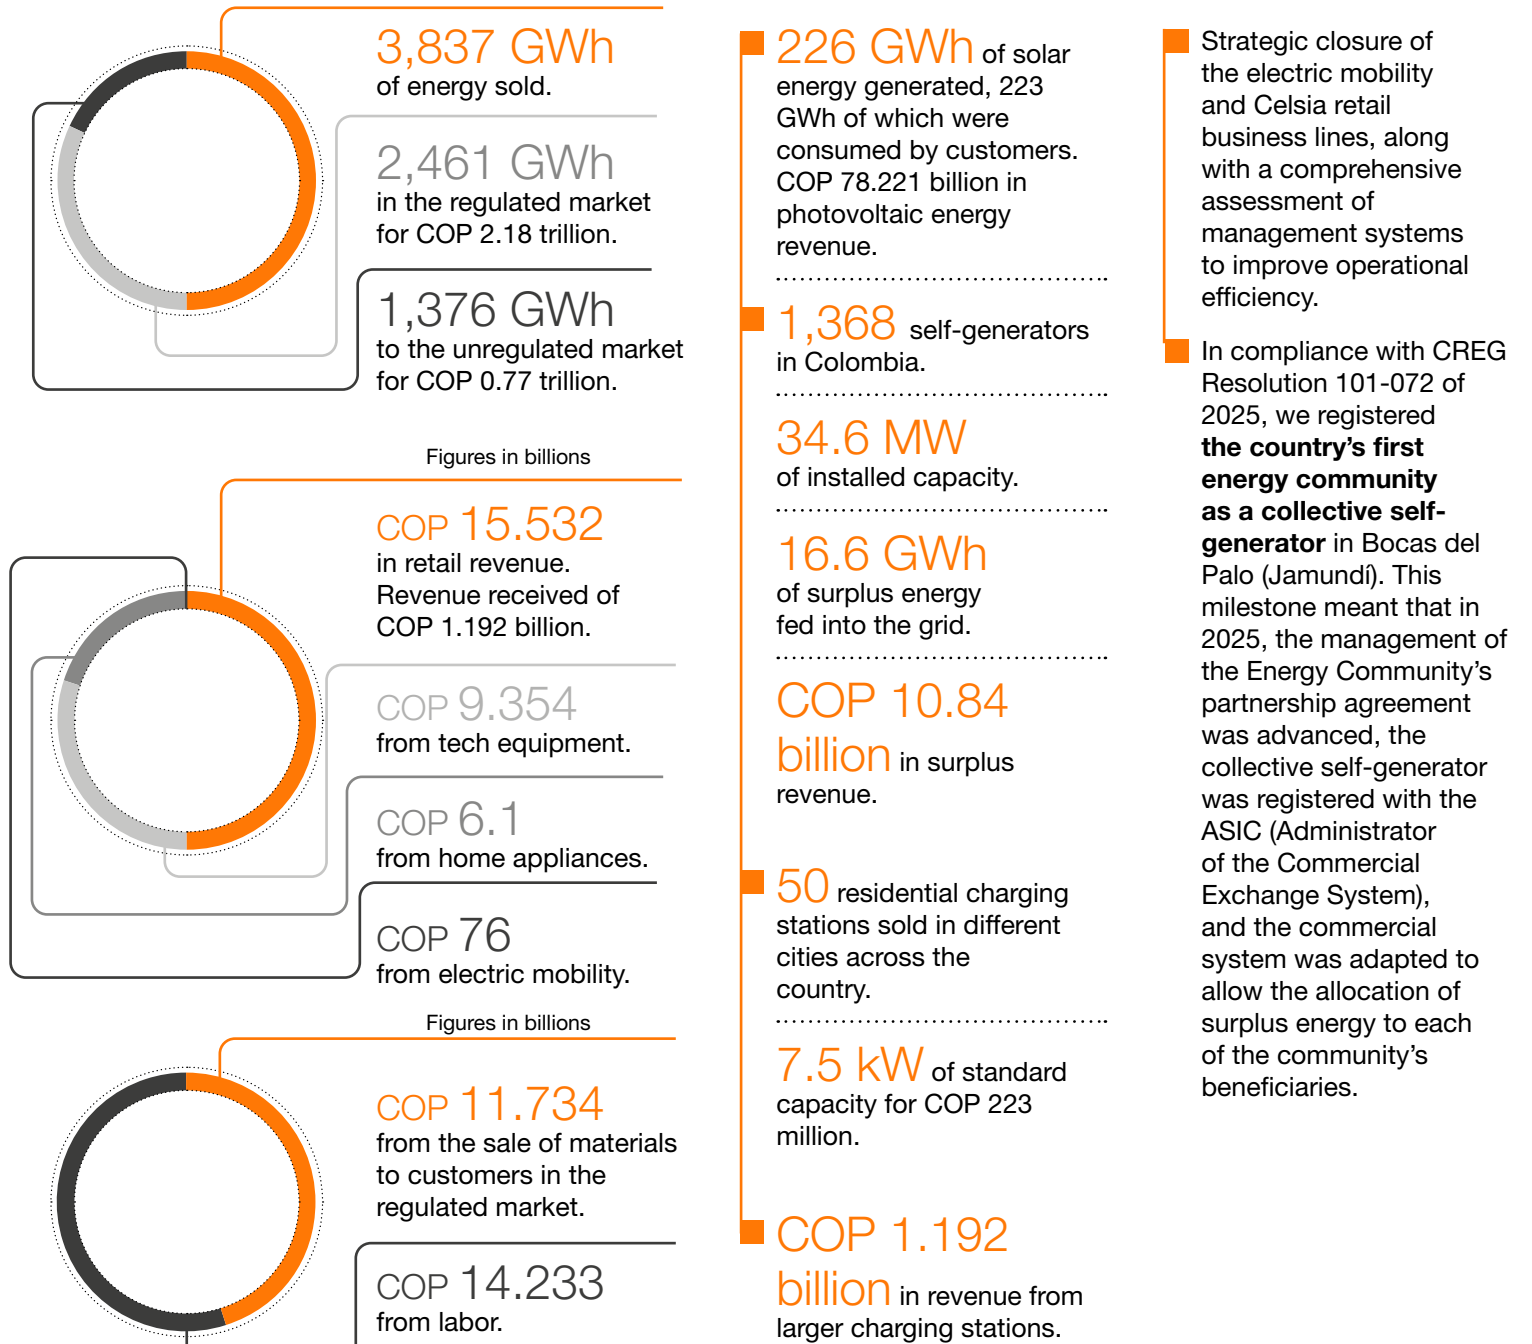 3,837 GWh
of energy sold.
2,461 GWh
in the regulated market
for COP 2.18 trillion.
1,376 GWh
to the unregulated market
for COP 0.77 trillion.
Figures in billions
COP 15.532
in retail revenue.
Revenue received of
COP 1.192 billion.
COP 9.354
from tech equipment.
COP 6.1
from home appliances.
COP 76
from electric mobility.
Figures in billions
COP 11.734
from the sale of materials
to customers in the
regulated market.
COP 14.233
from labor.
226 GWh of solar
energy generated, 223
GWh of which were
consumed by customers.
COP 78.221 billion in
photovoltaic energy
revenue.
1,368 self-generators
in Colombia.
34.6 MW
of installed capacity.
16.6 GWh
of surplus energy
fed into the grid.
COP 10.84
billion in surplus
revenue.
50 residential charging
stations sold in different
cities across the
country.
7.5 kW of standard
capacity for COP 223
million.
COP 1.192
billion in revenue from
larger charging stations.
Strategic closure of
the electric mobility
and Celsia retail
business lines, along
with a comprehensive
assessment of
management systems
to improve operational
efficiency.
In compliance with CREG
Resolution 101-072 of
2025, we registered
the country's first
energy community
as a collective self-
generator in Bocas del
Palo (Jamundí). This
milestone meant that in
2025, the management of
the Energy Community's
partnership agreement
was advanced, the
collective self-generator
was registered with the
ASIC (Administrator
of the Commercial
Exchange System),
and the commercial
system was adapted to
allow the allocation of
surplus energy to each
of the community's
beneficiaries.